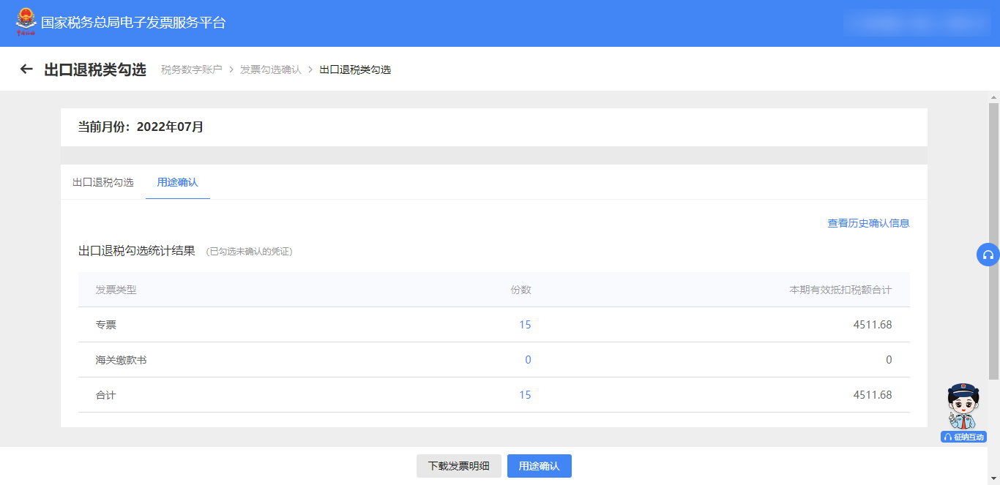 国家税务总局电子发票服务平台
出口退税类勾选 税务数字账户 > 发票勾选确认 > 出口退税类勾选
当前月份：2022年07月
出口退税勾选 用途确认
查看历史确认信息
出口退税勾选统计结果 (已勾选未确认的凭证)
发票类型 份数 本期有效抵扣税额合计
专票 15 4511.68
海关缴款书 0 0
合计 15 4511.68
征纳互动
下载发票明细 用途确认